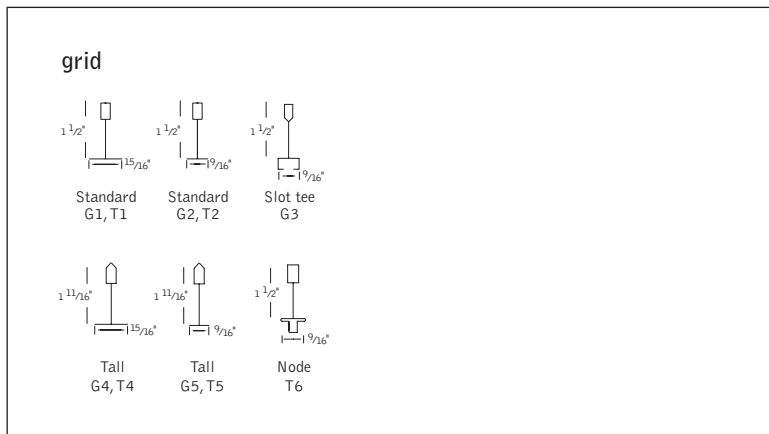 grid
1 1/2"
15/16"
Standard
G1, T1
1 1/2"
9/16"
Standard
G2, T2
1 1/2"
9/16"
Slot tee
G3
1 11/16"
15/16"
Tall
G4, T4
1 11/16"
9/16"
Tall
G5, T5
1 1/2"
9/16"
Node
T6